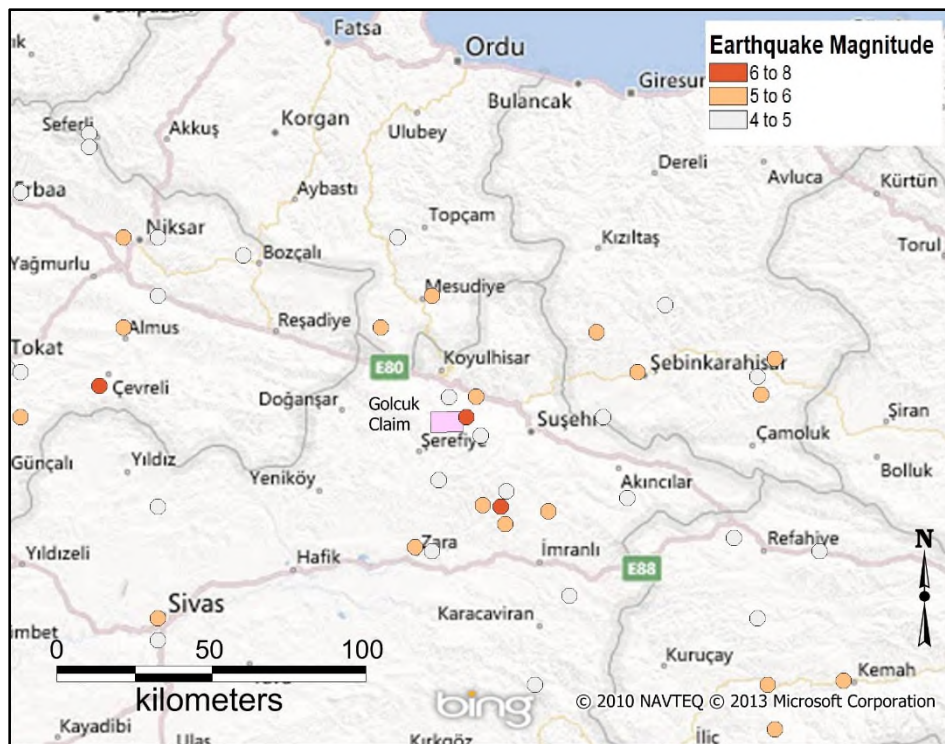 Fatsa
Ordu
Giresun
Bulancak
Earthquake Magnitude
6 to 8
5 to 6
4 to 5
Seferli
Akkuş
Korgan
Ulubey
Dereli
Avluca
Kürtün
Erbaa
Aybastı
Topçam
Niksar
Bozçalı
Kızıltaş
Torul
Yağmurlu
Mesudiye
Reşadiye
Almus
Tokat
E80
Koyulhisar
Şebinkarahisar
Çevreli
Doğanşar
Golcuk
Claim
Suşehri
Şiran
Şerefiye
Çamoluk
Günçalı
Yıldız
Yeniköy
Akıncılar
Bolluk
Yıldızeli
Hafik
Zara
İmranlı
E88
Refahiye
N
Sivas
Karacaviran
Kuruçay
Kemah
0 50 100
kilometers
bing
© 2010 NAVTEQ © 2013 Microsoft Corporation
Kayadibi
Ulaş
Kırkgöz
İliç